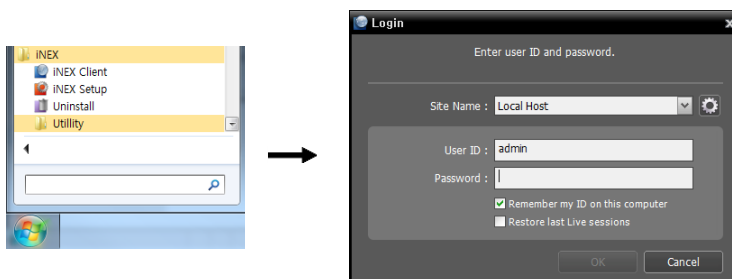 iNEX
iNEX Client
iNEX Setup
Uninstall
Utillity
Login
Enter user ID and password.
Site Name : Local Host
User ID : admin
Password :
Remember my ID on this computer
Restore last Live sessions
OK Cancel